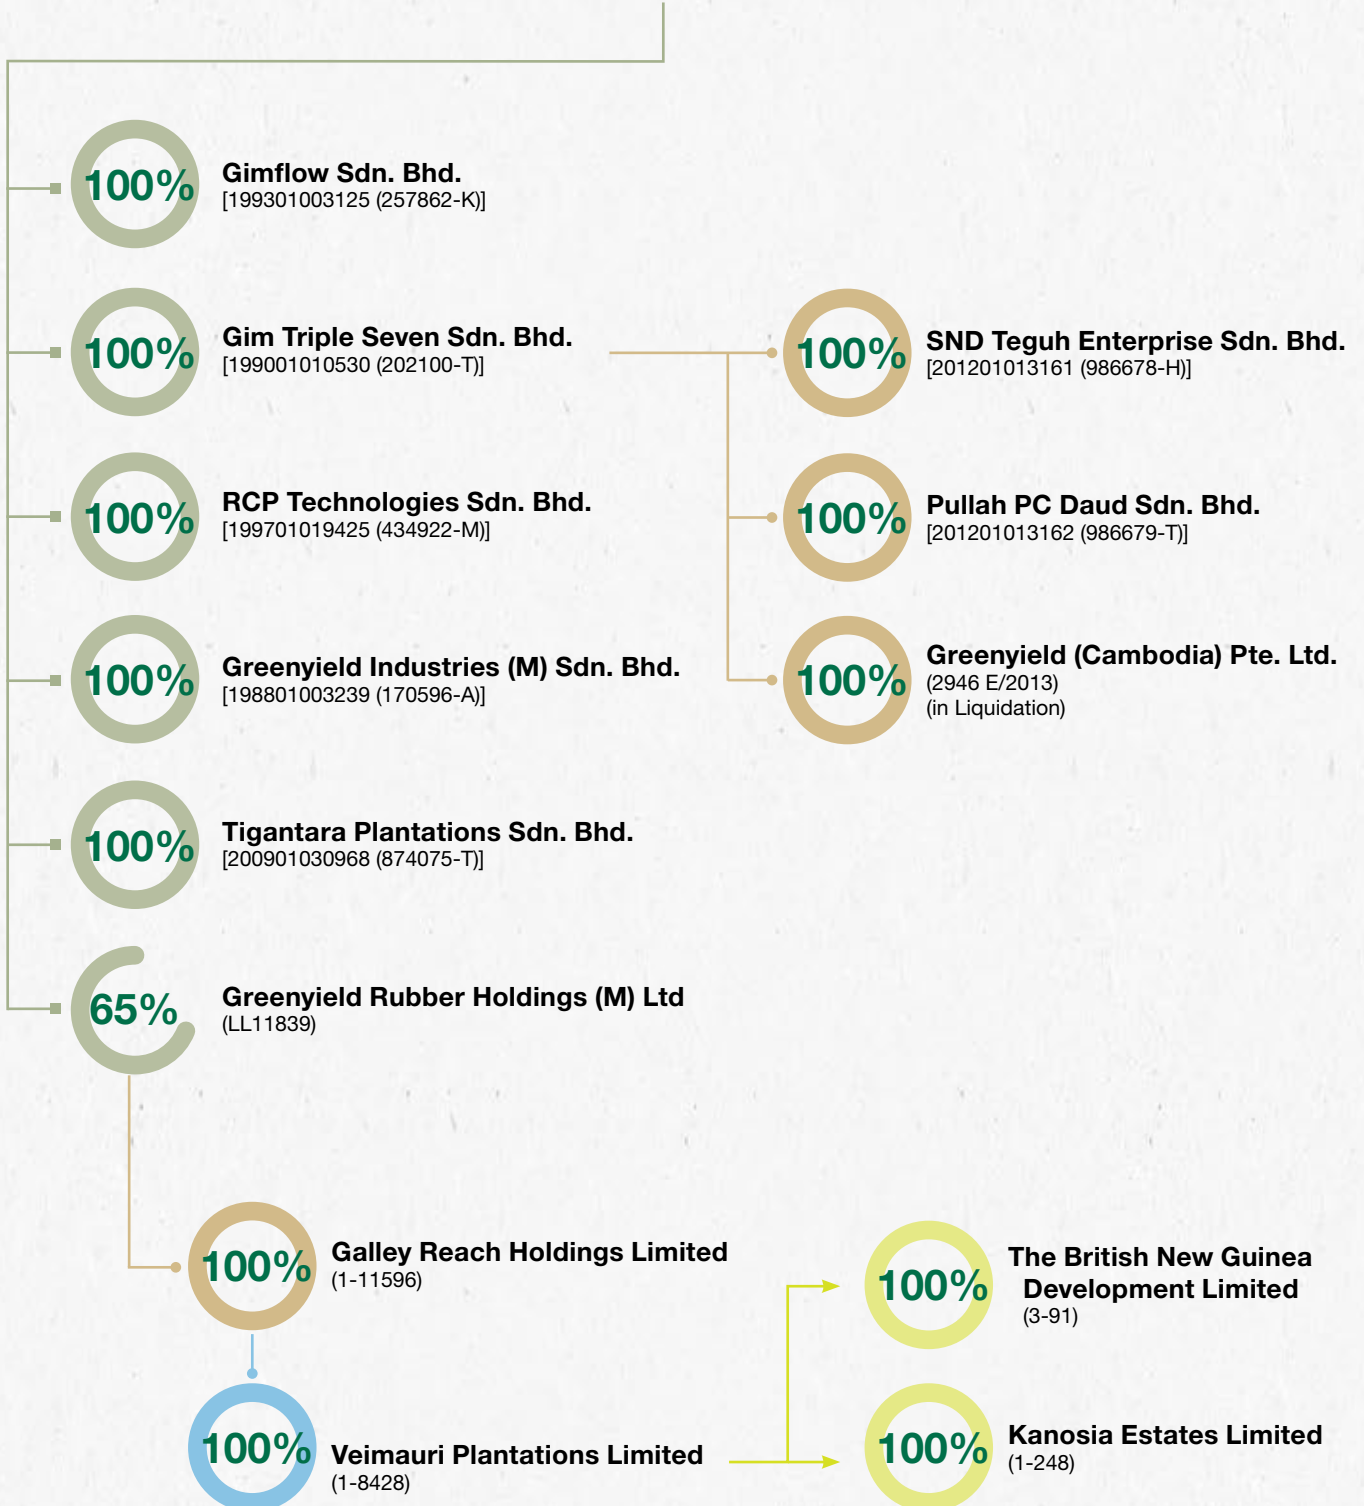 100%
Gimflow Sdn. Bhd.
[199301003125 (257862-K)]
100%
Gim Triple Seven Sdn. Bhd.
[199001010530 (202100-T)]
100%
SND Teguh Enterprise Sdn. Bhd.
[201201013161 (986678-H)]
100%
RCP Technologies Sdn. Bhd.
[199701019425 (434922-M)]
100%
Pullah PC Daud Sdn. Bhd.
[201201013162 (986679-T)]
100%
Greenyield Industries (M) Sdn. Bhd.
[198801003239 (170596-A)]
100%
Greenyield (Cambodia) Pte. Ltd.
(2946 E/2013)
(in Liquidation)
100%
Tigantara Plantations Sdn. Bhd.
[200901030968 (874075-T)]
65%
Greenyield Rubber Holdings (M) Ltd
(LL11839)
100%
Galley Reach Holdings Limited
(1-11596)
100%
The British New Guinea
Development Limited
(3-91)
100%
Veimauri Plantations Limited
(1-8428)
100%
Kanosia Estates Limited
(1-248)